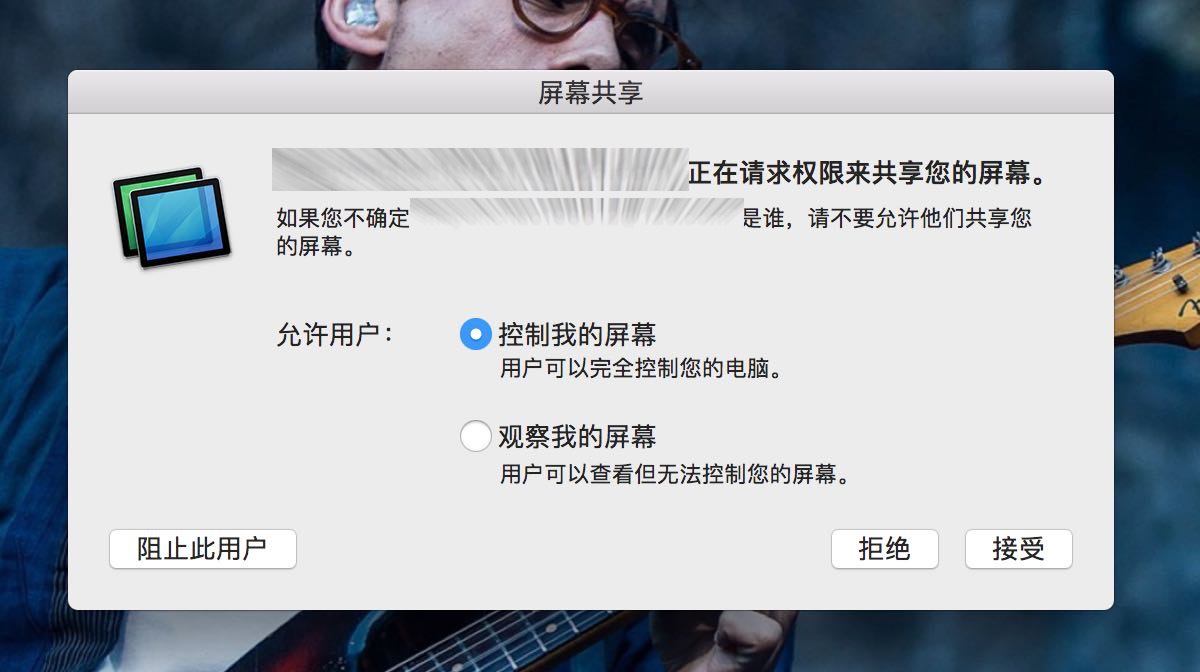 屏幕共享
正在请求权限来共享您的屏幕。
如果您不确定是谁，请不要允许他们共享您
的屏幕。
允许用户：
控制我的屏幕
用户可以完全控制您的电脑。
观察我的屏幕
用户可以查看但无法控制您的屏幕。
阻止此用户
拒绝
接受